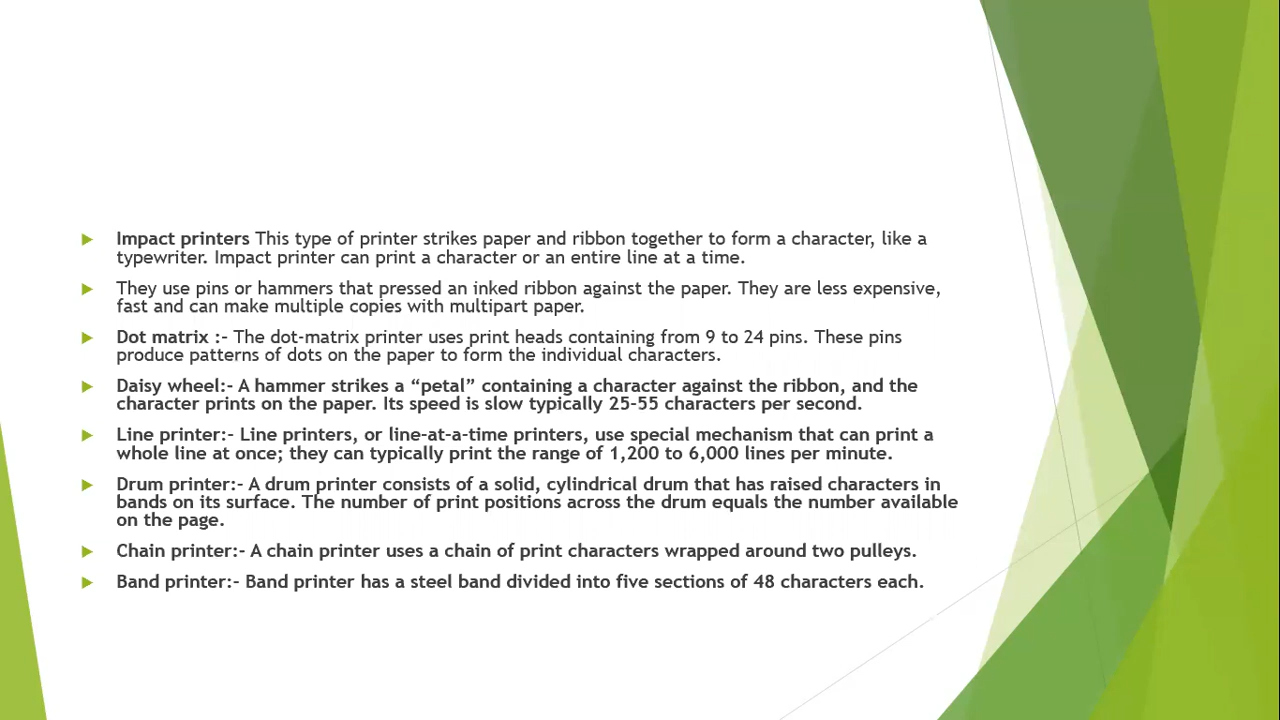 Impact printers This type of printer strikes paper and ribbon together to form a character, like a
typewriter. Impact printer can print a character or an entire line at a time.
They use pins or hammers that pressed an inked ribbon against the paper. They are less expensive,
fast and can make multiple copies with multipart paper.
Dot matrix :- The dot-matrix printer uses print heads containing from 9 to 24 pins. These pins
produce patterns of dots on the paper to form the individual characters.
Daisy wheel:- A hammer strikes a “petal” containing a character against the ribbon, and the
character prints on the paper. Its speed is slow typically 25-55 characters per second.
Line printer:- Line printers, or line-at-a-time printers, use special mechanism that can print a
whole line at once; they can typically print the range of 1,200 to 6,000 lines per minute.
Drum printer:- A drum printer consists of a solid, cylindrical drum that has raised characters in
bands on its surface. The number of print positions across the drum equals the number available
on the page.
Chain printer:- A chain printer uses a chain of print characters wrapped around two pulleys.
Band printer:- Band printer has a steel band divided into five sections of 48 characters each.